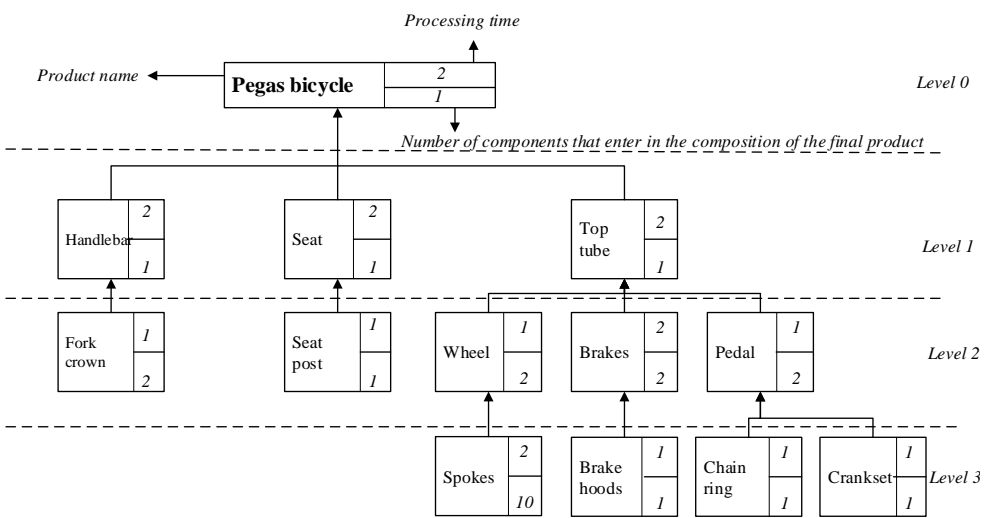 Processing time
Product name
Pegas bicycle
2
1
Level 0
Number of components that enter in the composition of the final product
Handlebar
2
1
Seat
2
1
Top
tube
2
1
Level 1
Fork
crown
1
2
Seat
post
1
1
Wheel
1
2
Brakes
2
2
Pedal
1
2
Level 2
Spokes
2
10
Brake
hoods
1
1
Chain
ring
1
1
Crankset
1
1
Level 3